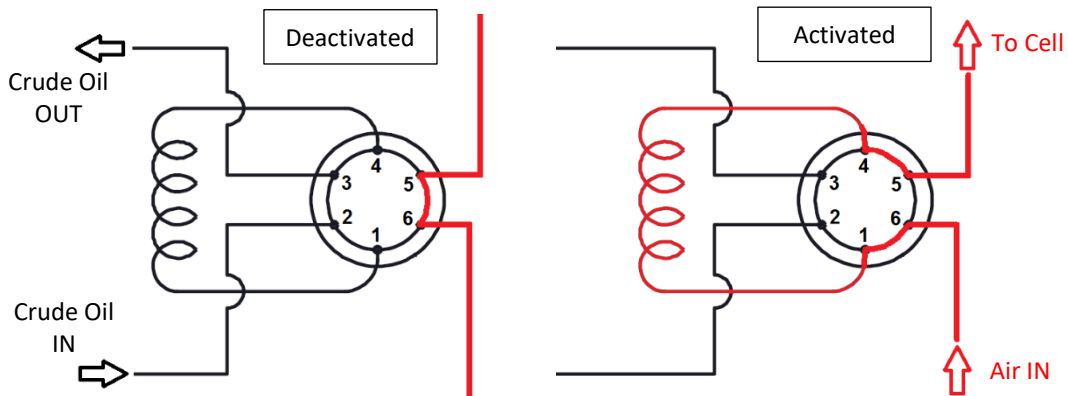 Deactivated
Crude Oil
OUT
4
3
5
2
6
1
Crude Oil
IN
Activated
To Cell
4
3
5
2
6
1
Air IN